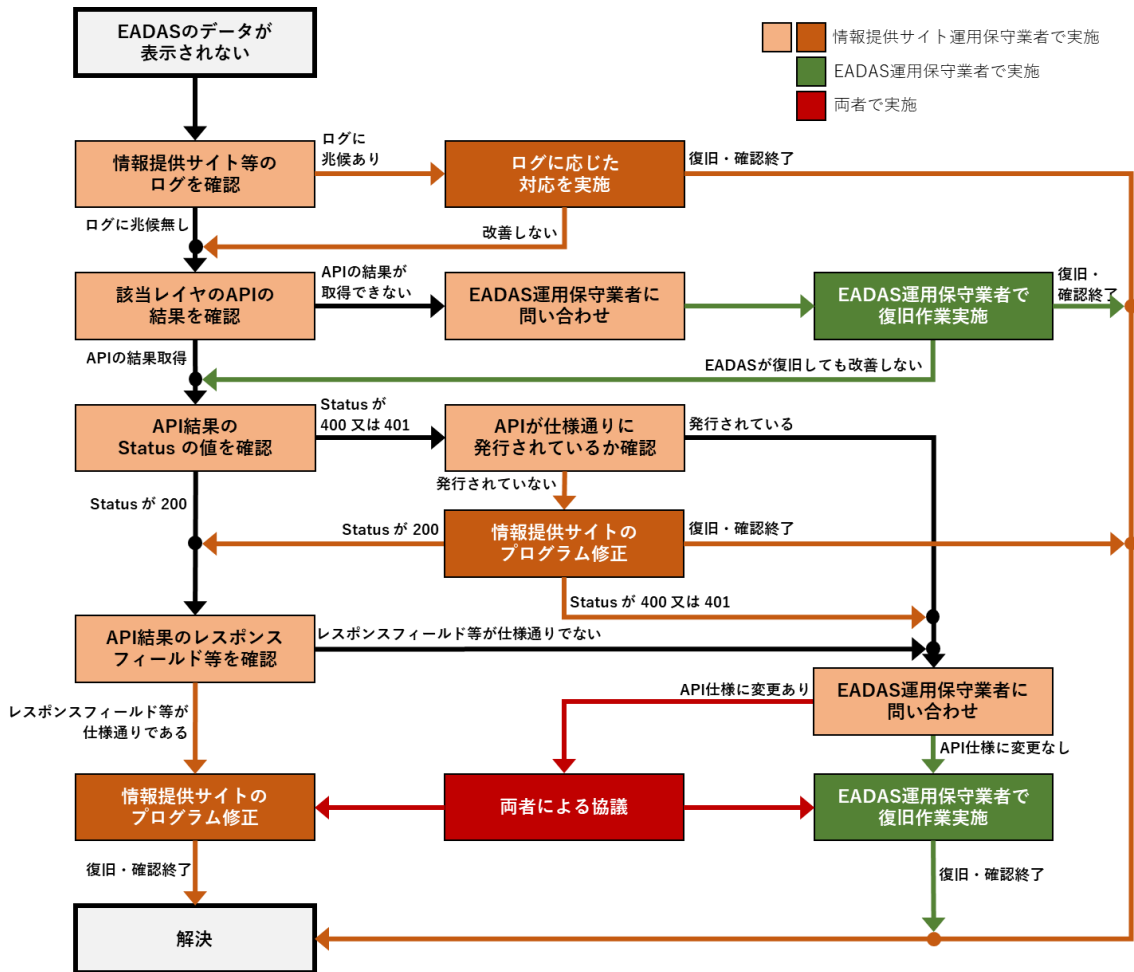 EADASのデータが
表示されない
情報提供サイト運用保守業者で実施
EADAS運用保守業者で実施
両者で実施
情報提供サイト等の
ログを確認
ログに
兆候あり
ログに応じた
対応を実施
復旧・確認終了
ログに兆候無し
改善しない
該当レイヤのAPIの
結果を確認
APIの結果が
取得できない
EADAS運用保守業者に
問い合わせ
EADAS運用保守業者で
復旧作業実施
復旧・
確認終了
APIの結果取得
EADASが復旧しても改善しない
API結果の
Status の値を確認
Status が
400 又は 401
APIが仕様通りに
発行されているか確認
発行されている
発行されていない
Status が 200
Status が 200
情報提供サイトの
プログラム修正
復旧・確認終了
Status が 400 又は 401
API結果のレスポンス
フィールド等を確認
レスポンスフィールド等が仕様通りでない
レスポンスフィールド等が
仕様通りである
API仕様に変更あり
EADAS運用保守業者に
問い合わせ
API仕様に変更なし
情報提供サイトの
プログラム修正
両者による協議
EADAS運用保守業者で
復旧作業実施
復旧・確認終了
復旧・確認終了
解決